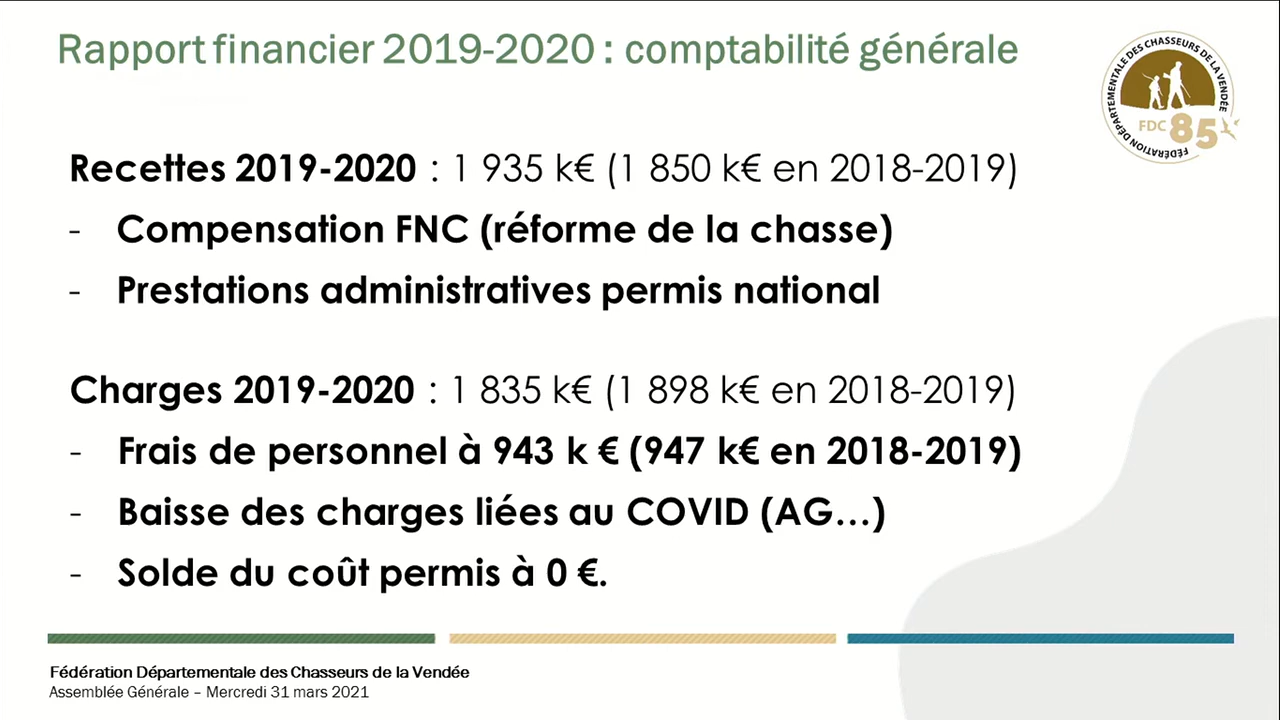 Rapport financier 2019-2020 : comptabilité générale
FÉDÉRATION DÉPARTEMENTALE DES CHASSEURS DE LA VENDÉE
FDC 85
Recettes 2019-2020 : 1 935 k€ (1 850 k€ en 2018-2019)
- Compensation FNC (réforme de la chasse)
- Prestations administratives permis national
Charges 2019-2020 : 1 835 k€ (1 898 k€ en 2018-2019)
- Frais de personnel à 943 k € (947 k€ en 2018-2019)
- Baisse des charges liées au COVID (AG...)
- Solde du coût permis à 0 €.
Fédération Départementale des Chasseurs de la Vendée
Assemblée Générale – Mercredi 31 mars 2021